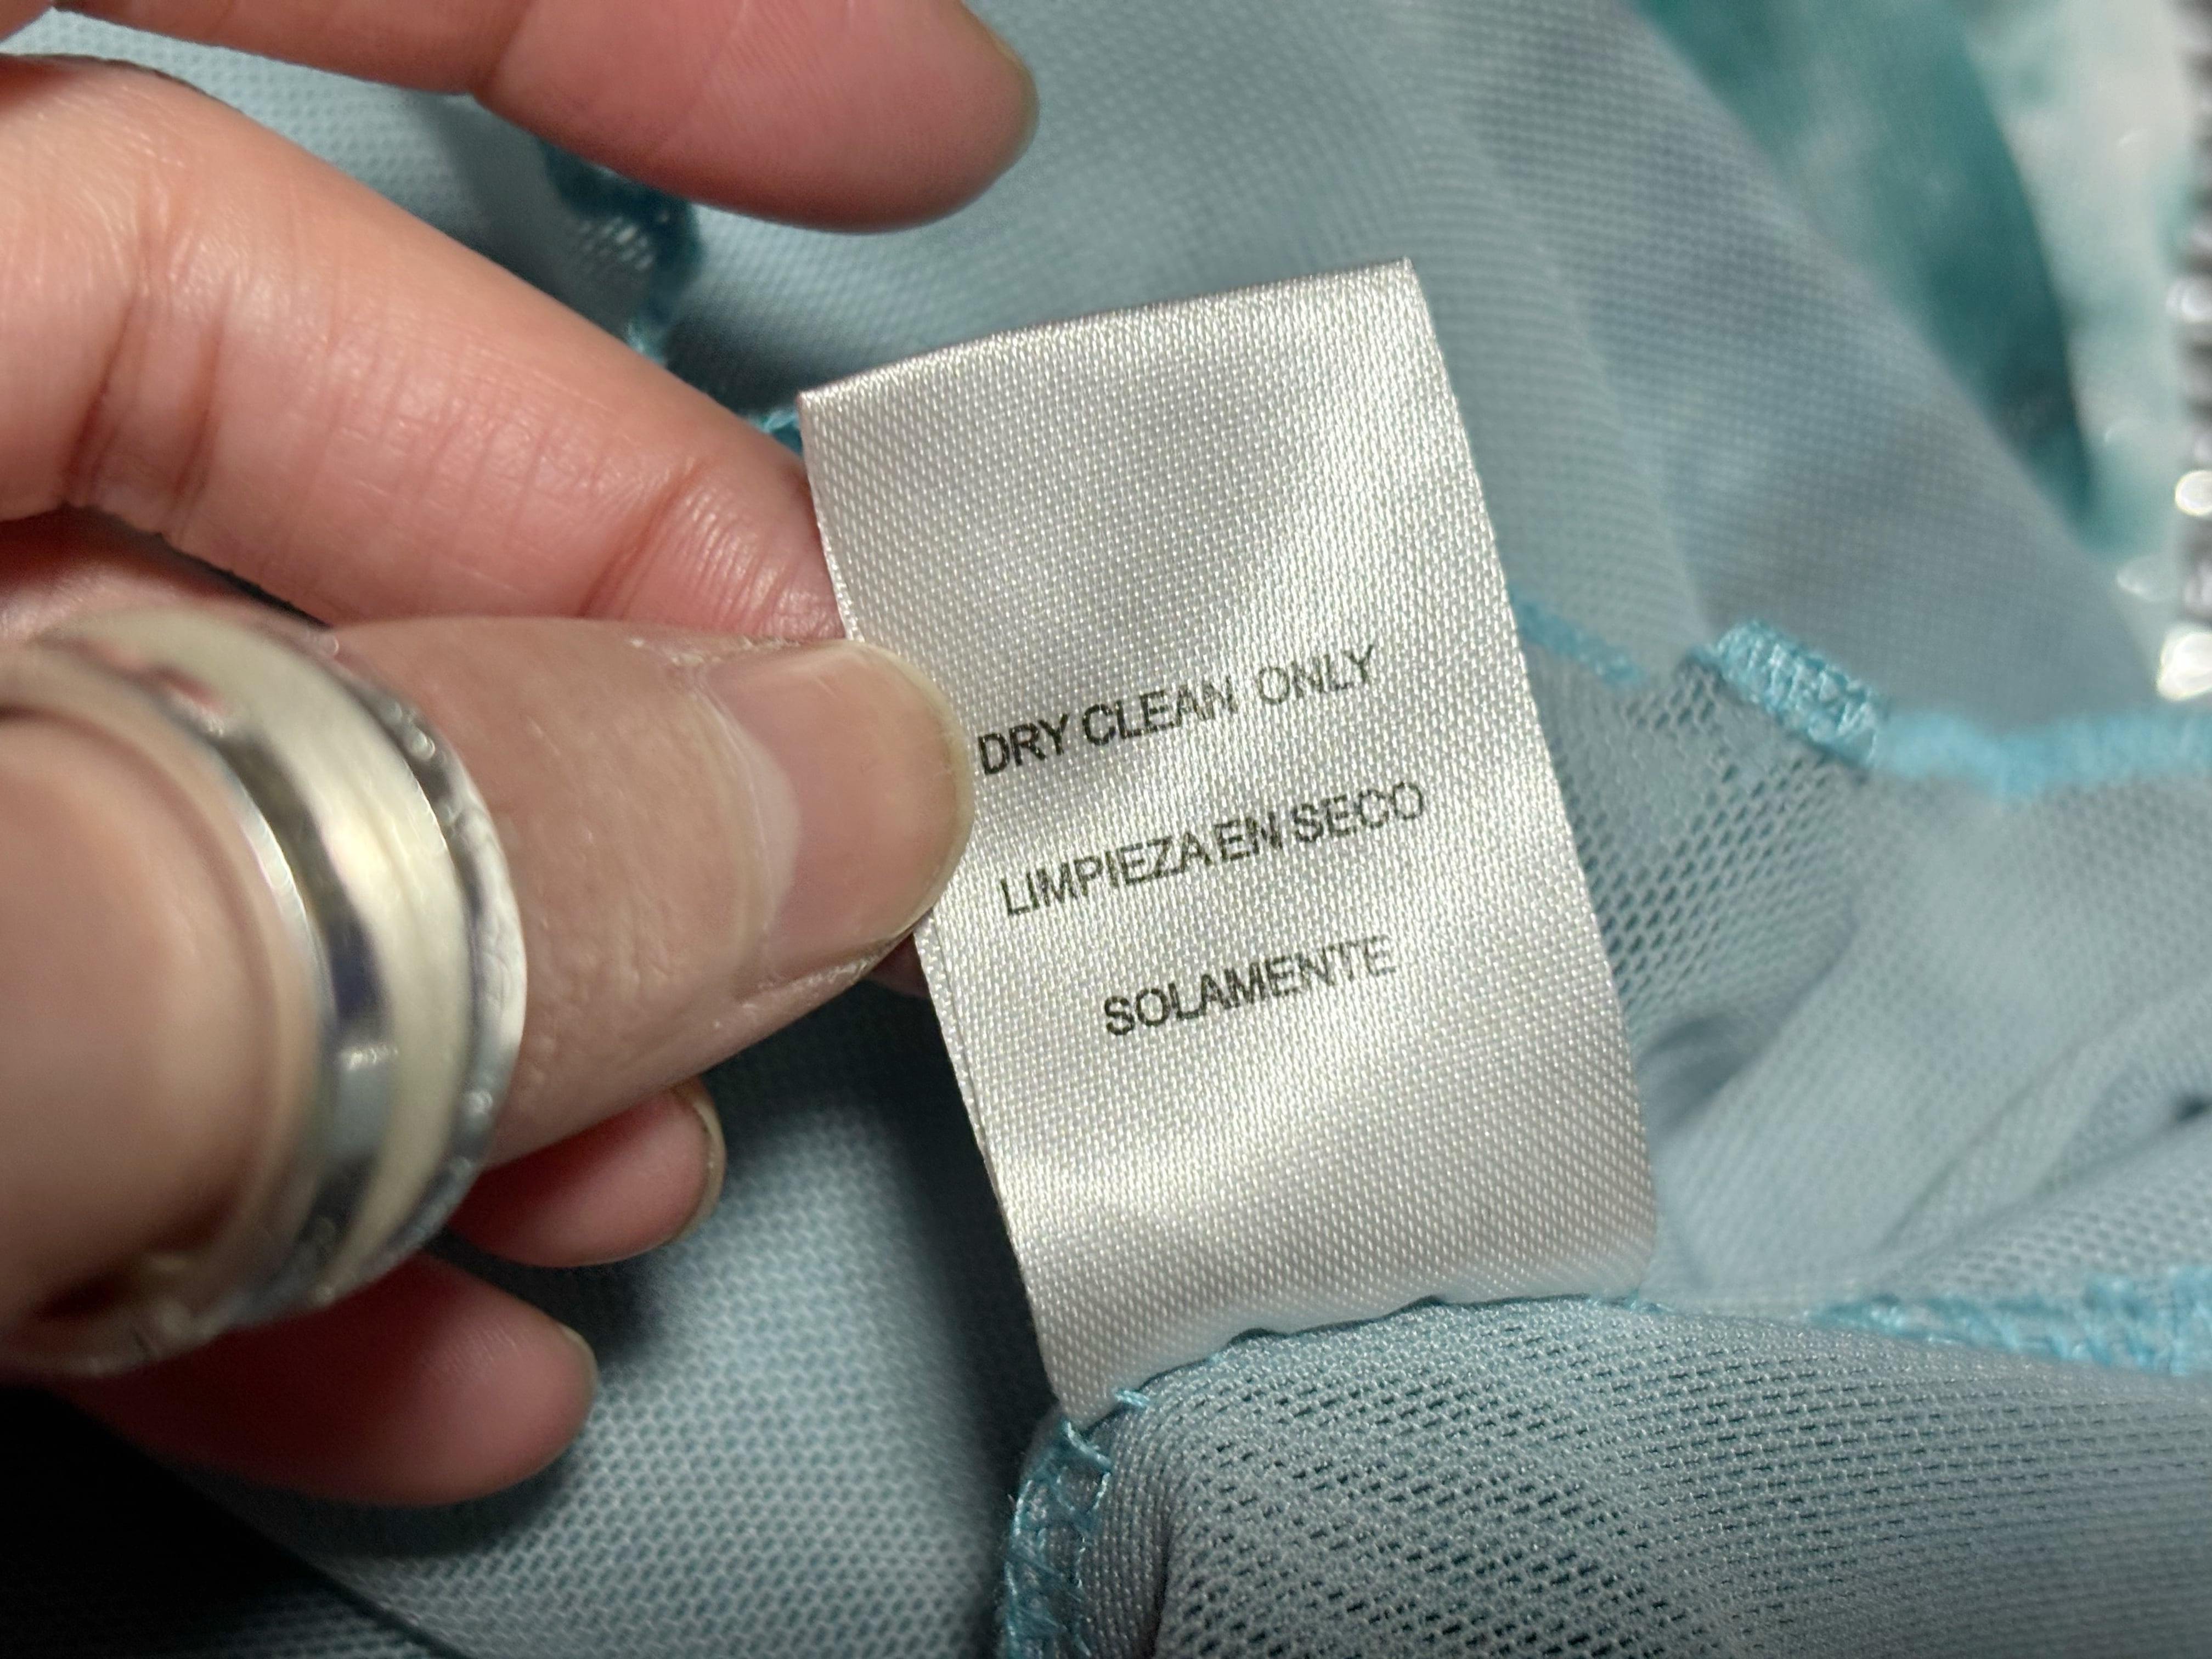 DRY CLEAN ONLY
LIMPIEZA EN SECO
SOLAMENTE